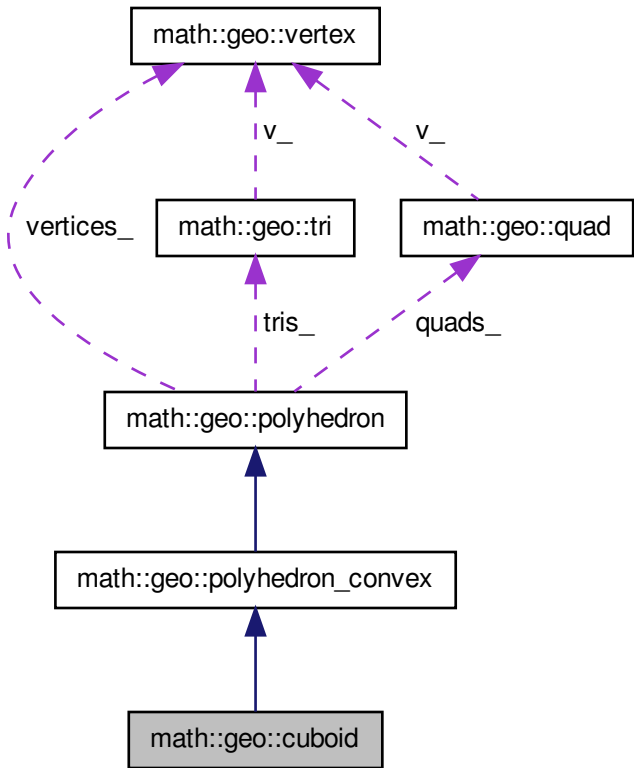 math::geo::vertex
v_
v_
vertices_
math::geo::tri
math::geo::quad
tris_
quads_
math::geo::polyhedron
math::geo::polyhedron_convex
math::geo::cuboid